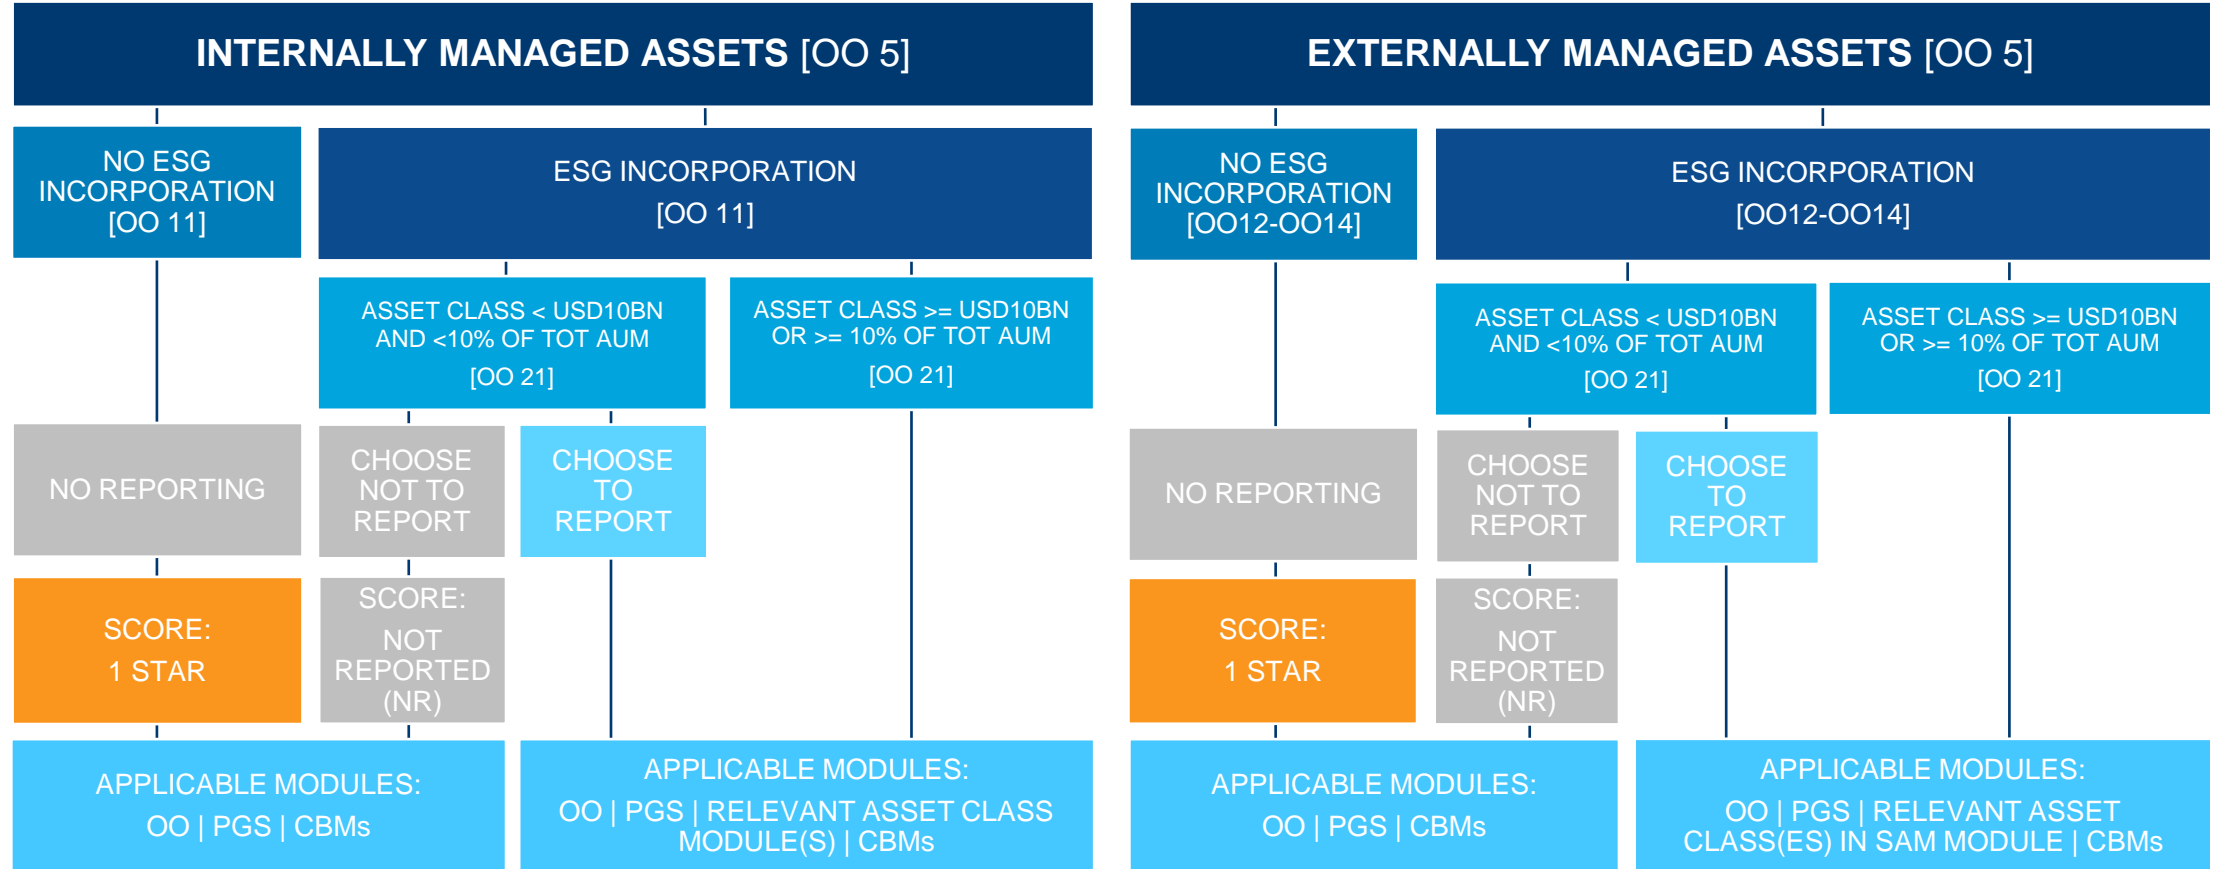 INTERNALLY MANAGED ASSETS [OO 5]
NO ESG
INCORPORATION
[OO 11]
ESG INCORPORATION
[OO 11]
ASSET CLASS < USD10BN
AND <10% OF TOT AUM
[OO 21]
ASSET CLASS >= USD10BN
OR >= 10% OF TOT AUM
[OO 21]
NO REPORTING
CHOOSE
NOT TO
REPORT
CHOOSE
TO
REPORT
SCORE:
1 STAR
SCORE:
NOT
REPORTED
(NR)
APPLICABLE MODULES:
OO | PGS | CBMs
APPLICABLE MODULES:
OO | PGS | RELEVANT ASSET CLASS
MODULE(S) | CBMs
EXTERNALLY MANAGED ASSETS [OO 5]
NO ESG
INCORPORATION
[OO12-OO14]
ESG INCORPORATION
[OO12-OO14]
ASSET CLASS < USD10BN
AND <10% OF TOT AUM
[OO 21]
ASSET CLASS >= USD10BN
OR >= 10% OF TOT AUM
[OO 21]
NO REPORTING
CHOOSE
NOT TO
REPORT
CHOOSE
TO
REPORT
SCORE:
1 STAR
SCORE:
NOT
REPORTED
(NR)
APPLICABLE MODULES:
OO | PGS | CBMs
APPLICABLE MODULES:
OO | PGS | RELEVANT ASSET
CLASS(ES) IN SAM MODULE | CBMs